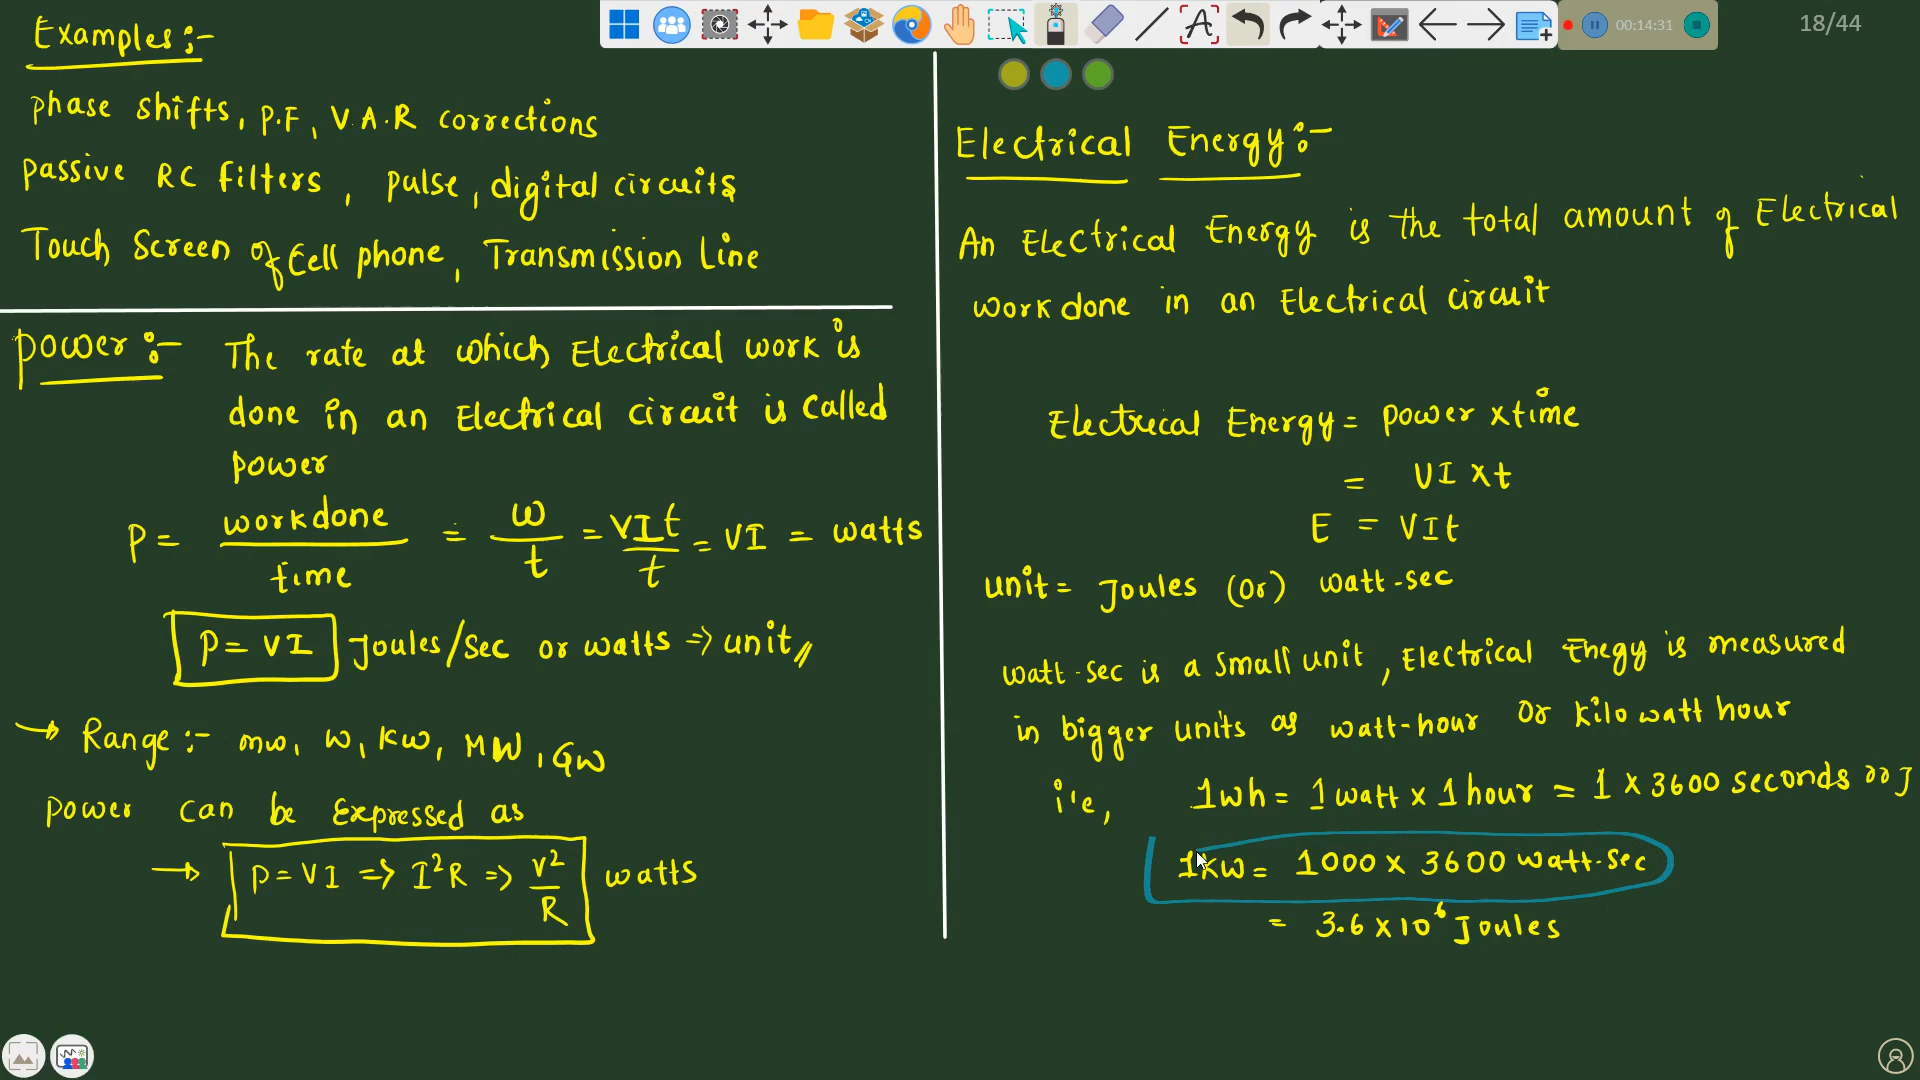 00:14:31
18/44
Examples:-
phase shifts, P.F, V.A.R corrections
passive RC filters, pulse, digital circuits
Touch Screen of Cell phone, Transmission Line
power:- The rate at which Electrical work is
done in an Electrical circuit is called
power
P = workdone / time = w / t = VIt / t = VI = watts
P = VI Joules/sec or watts => unit //
→ Range:- mw, w, kw, MW, GW
power can be Expressed as
→ P = VI => I²R => V²/R watts
Electrical Energy:-
An Electrical Energy is the total amount of Electrical
work done in an Electrical circuit
Electrical Energy = power x time
= VI x t
E = VIt
unit = Joules (or) watt-sec
watt-sec is a small unit, Electrical Enegy is measured
in bigger units as watt-hour or kilo watt hour
i'e, 1wh = 1 watt x 1 hour = 1 x 3600 seconds J
1kw = 1000 x 3600 watt-sec
= 3.6 x 10⁶ Joules